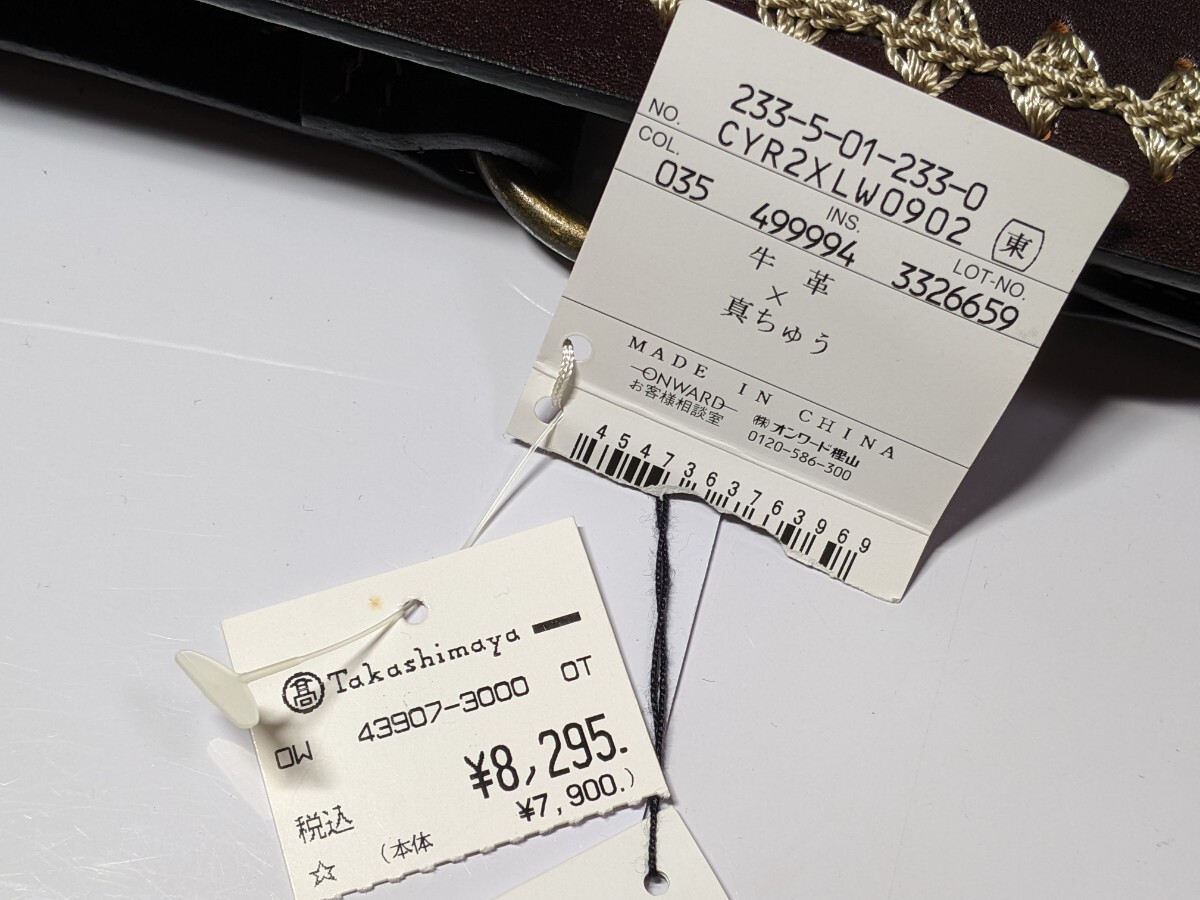 233-5-01-233-0
NO. CYR2XLW0902 東
COL. INS. LOT-NO.
035 499994 3326659
牛革
×
真ちゅう
MADE IN CHINA
ONWARD ㈱オンワード樫山
お客様相談室 0120-586-300
4547363763969
髙 Takashimaya
OW 43907-3000 OT
¥8,295.
税込 ¥7,900.)
☆ (本体